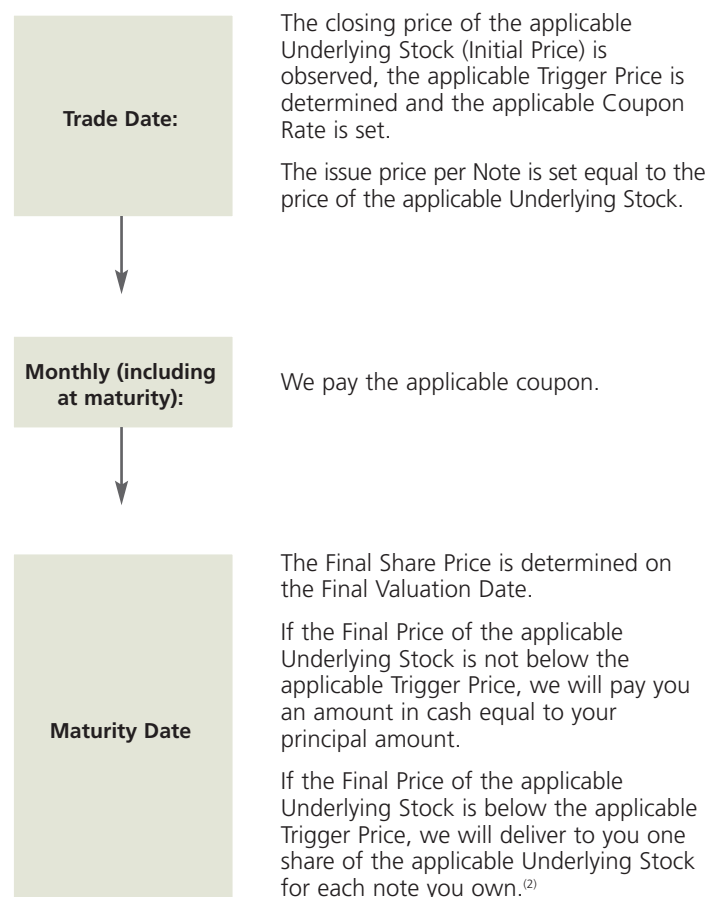 Trade Date:
The closing price of the applicable
Underlying Stock (Initial Price) is
observed, the applicable Trigger Price is
determined and the applicable Coupon
Rate is set.
The issue price per Note is set equal to the
price of the applicable Underlying Stock.
Monthly (including
at maturity):
We pay the applicable coupon.
Maturity Date
The Final Share Price is determined on
the Final Valuation Date.
If the Final Price of the applicable
Underlying Stock is not below the
applicable Trigger Price, we will pay you
an amount in cash equal to your
principal amount.
If the Final Price of the applicable
Underlying Stock is below the applicable
Trigger Price, we will deliver to you one
share of the applicable Underlying Stock
for each note you own.(2)